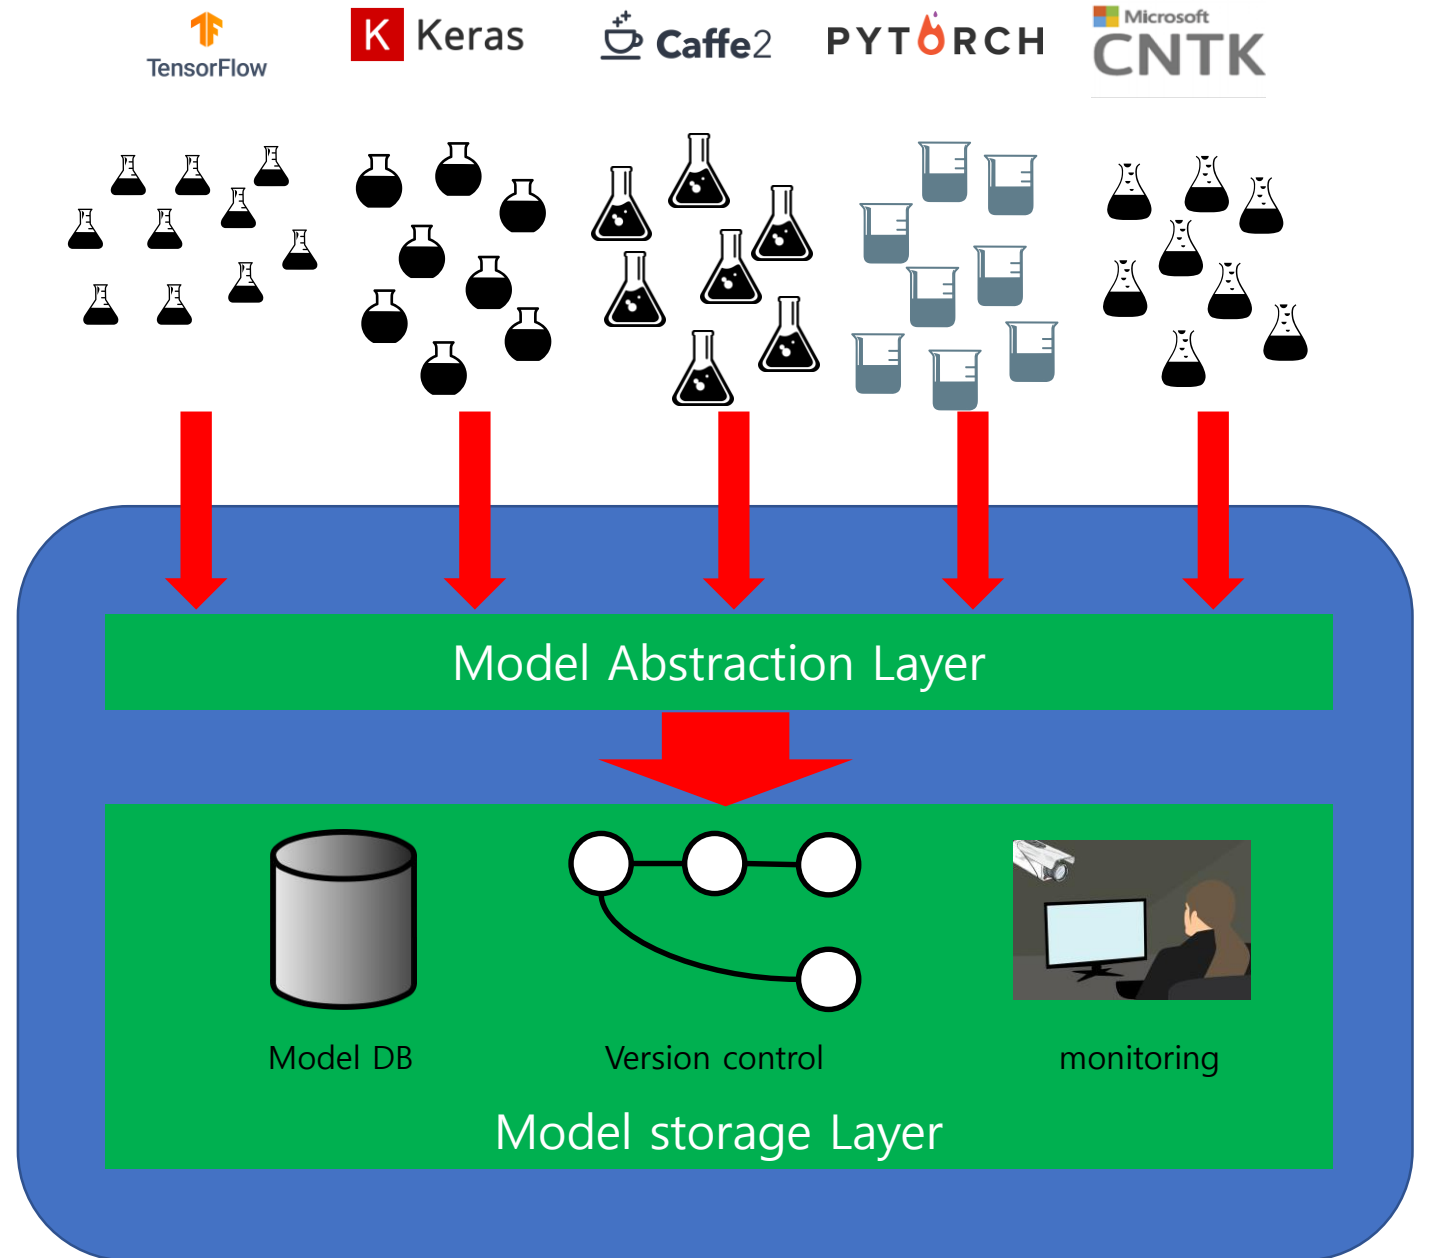 TensorFlow
K Keras
Caffe2
PYTORCH
Microsoft
CNTK
Model Abstraction Layer
Model DB
Version control
monitoring
Model storage Layer